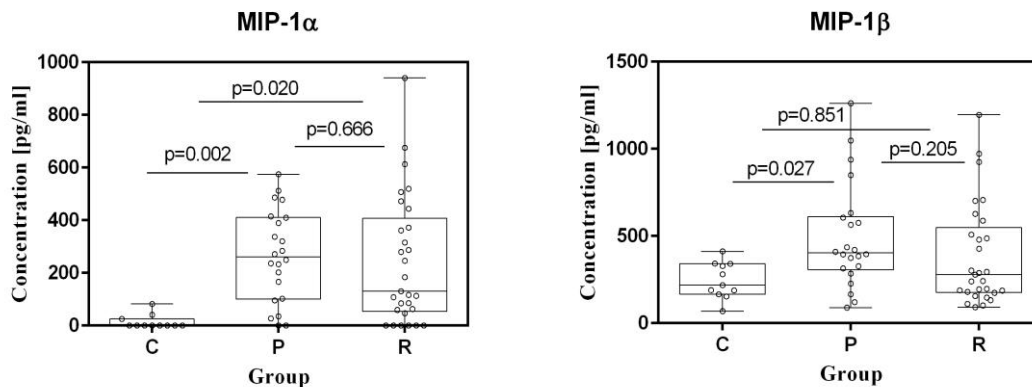 MIP-1α
Concentration [pg/ml]
1000
800
600
400
200
0
p=0.020
p=0.666
p=0.002
C P R
Group
MIP-1β
Concentration [pg/ml]
1500
1000
500
0
p=0.851
p=0.205
p=0.027
C P R
Group